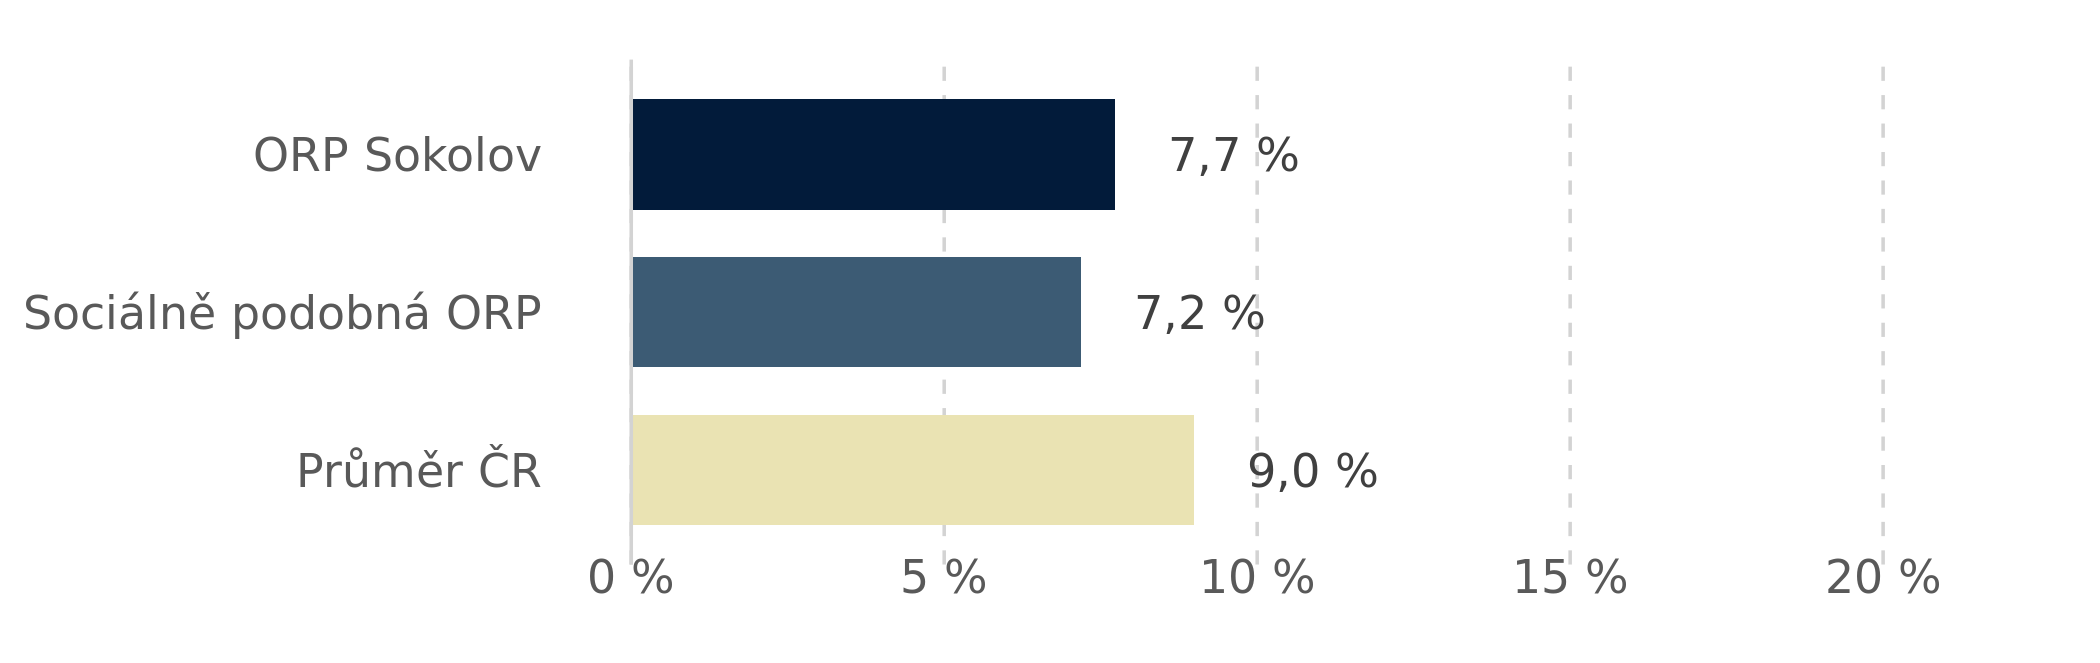 ORP Sokolov 7,7 %
Sociálně podobná ORP 7,2 %
Průměr ČR 9,0 %
0 % 5 % 10 % 15 % 20 %